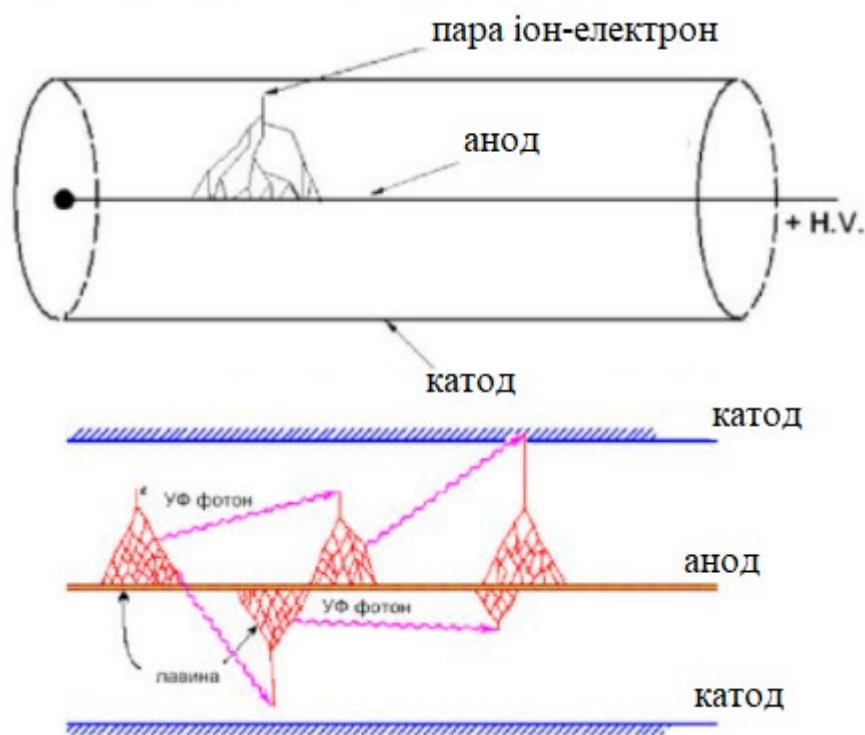 пара іон-електрон
анод
+ H.V.
катод
катод
e
УФ фотон
анод
УФ фотон
лавина
катод